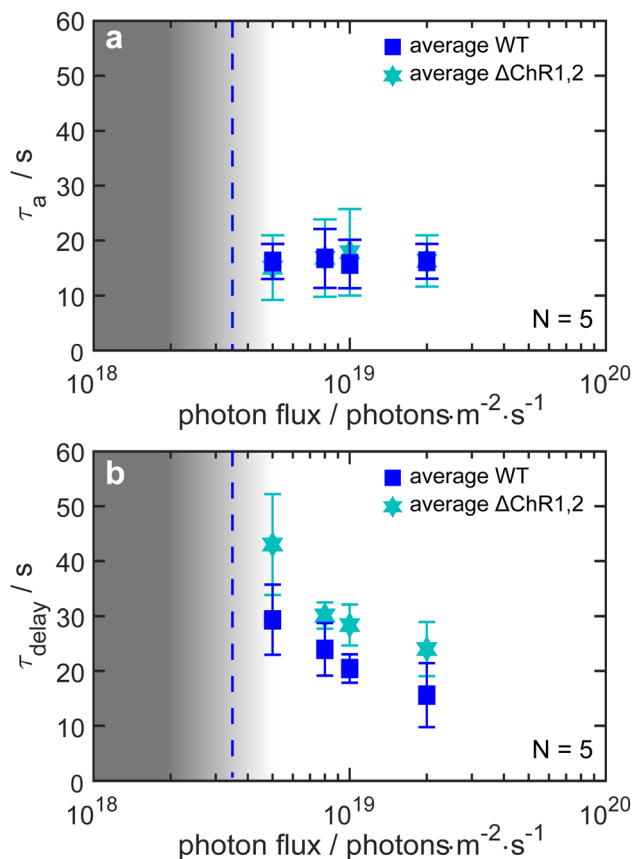 a
average WT
average ΔChR1,2
60
50
40
30
20
10
0
τa / s
N = 5
10^18
10^19
10^20
photon flux / photons·m^-2·s^-1
b
average WT
average ΔChR1,2
60
50
40
30
20
10
0
τdelay / s
N = 5
10^18
10^19
10^20
photon flux / photons·m^-2·s^-1